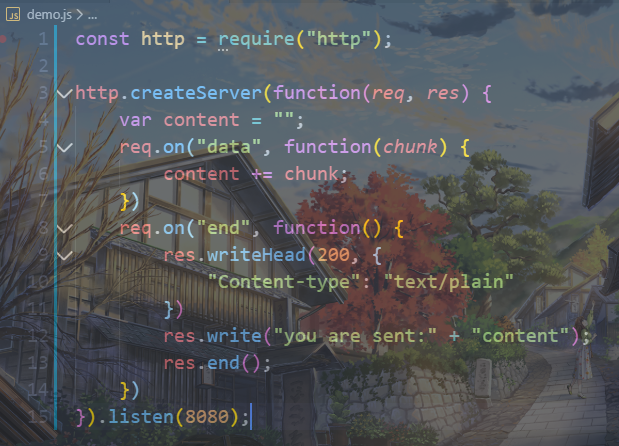 JS demo.js > ...
1 const http = require("http");
2
3 http.createServer(function(req, res) {
4     var content = "";
5     req.on("data", function(chunk) {
6         content += chunk;
7     })
8     req.on("end", function() {
9         res.writeHead(200, {
10             "Content-type": "text/plain"
11         })
12         res.write("you are sent:" + "content");
13         res.end();
14     })
15 }).listen(8080);